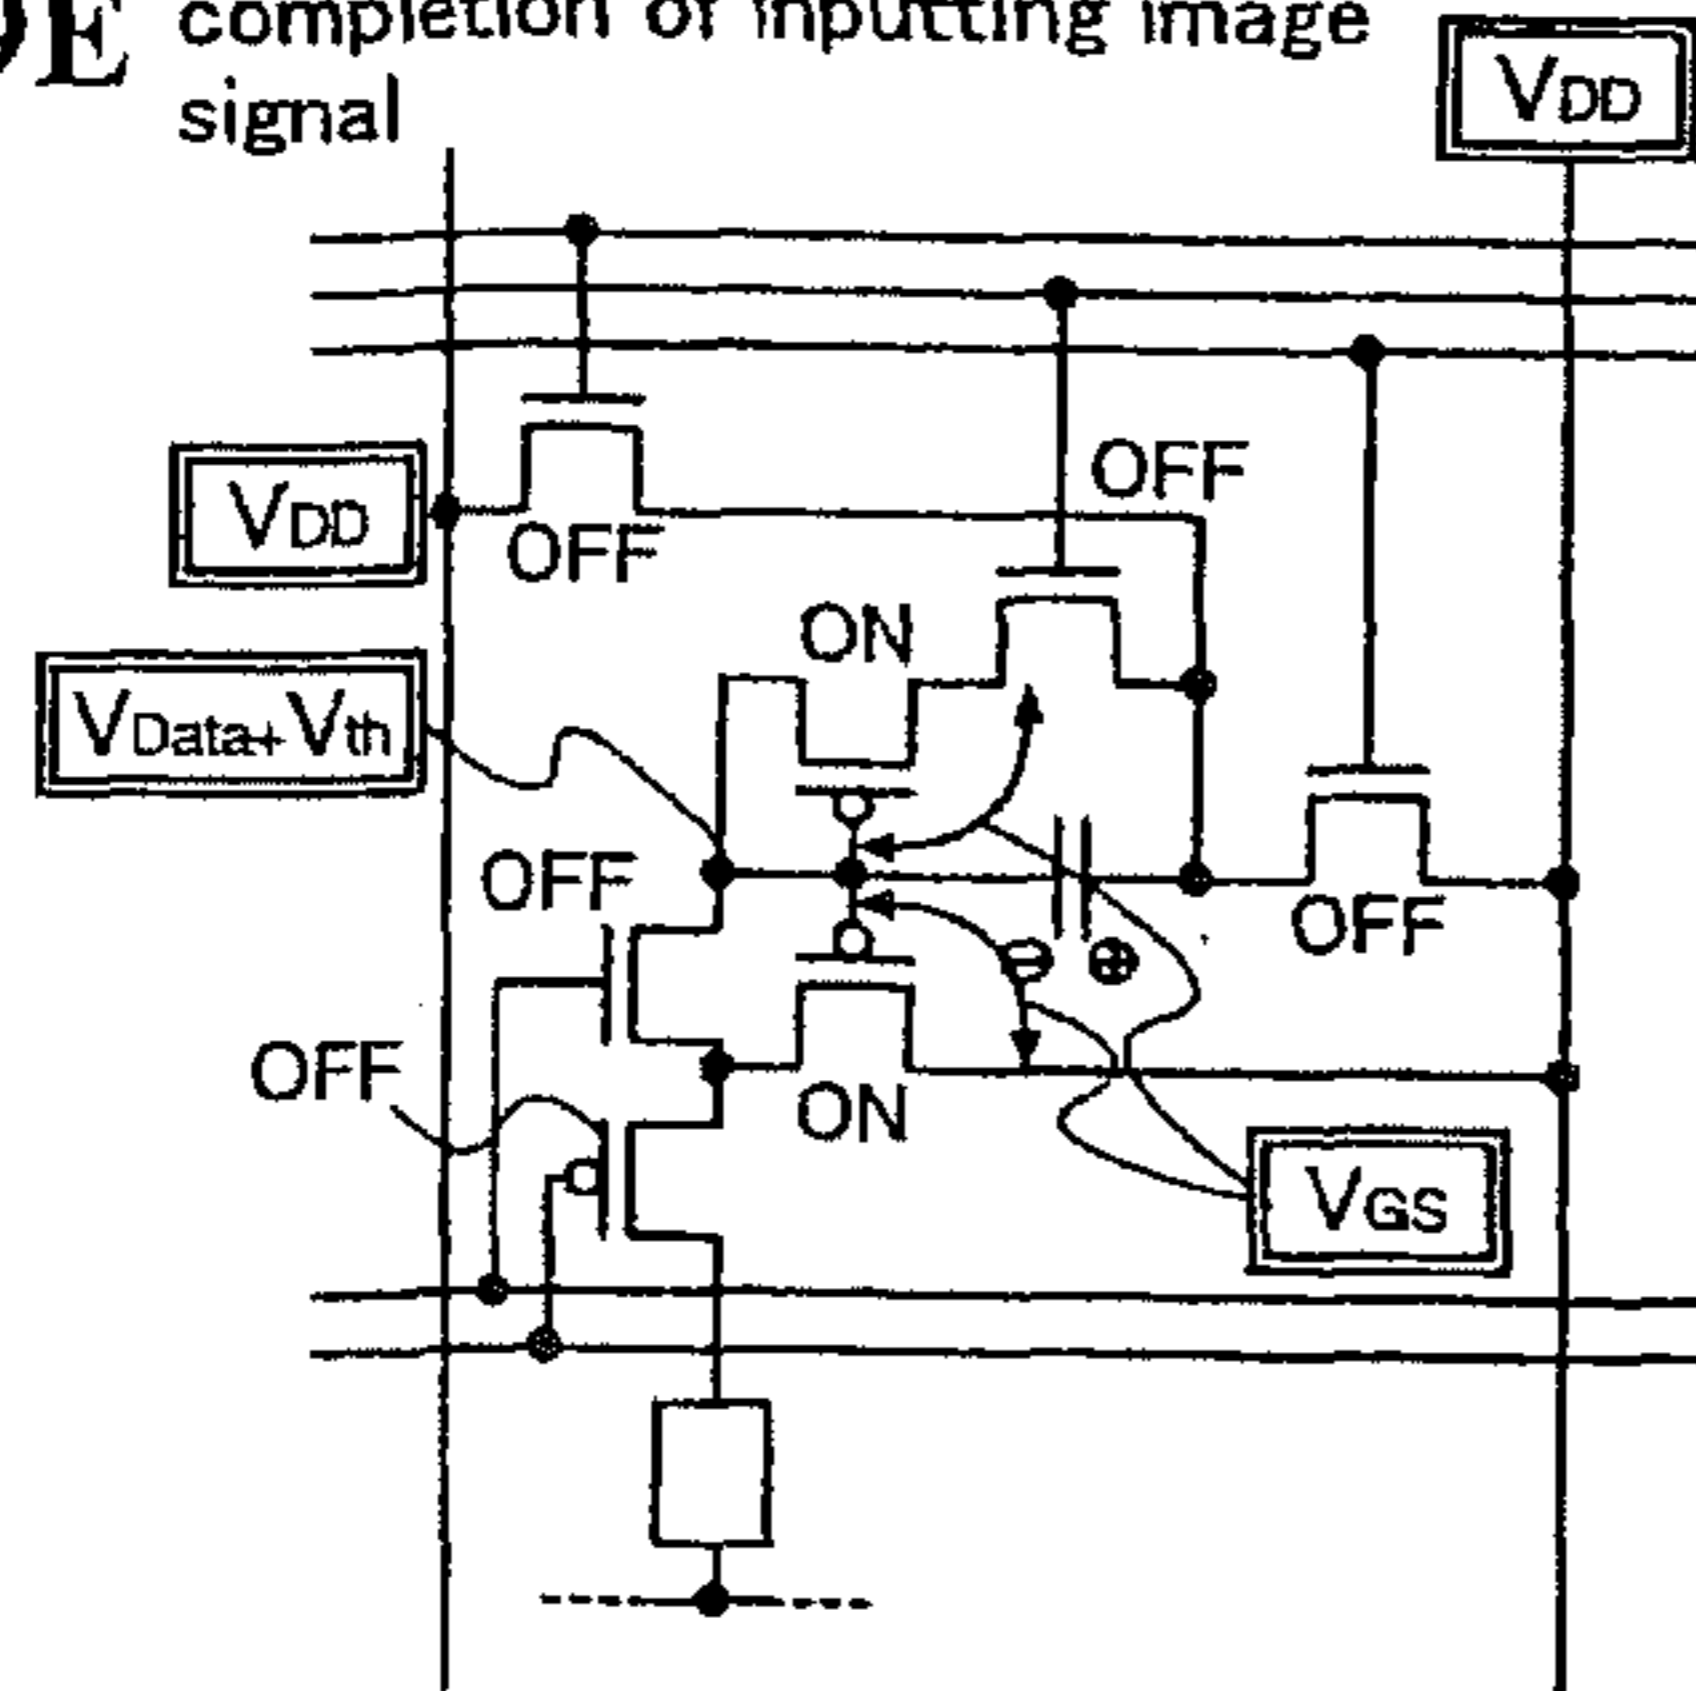 E completion of inputting image
signal
VDD
VDD
OFF
OFF
ON
VData+Vth
OFF
OFF
OFF
ON
VGS